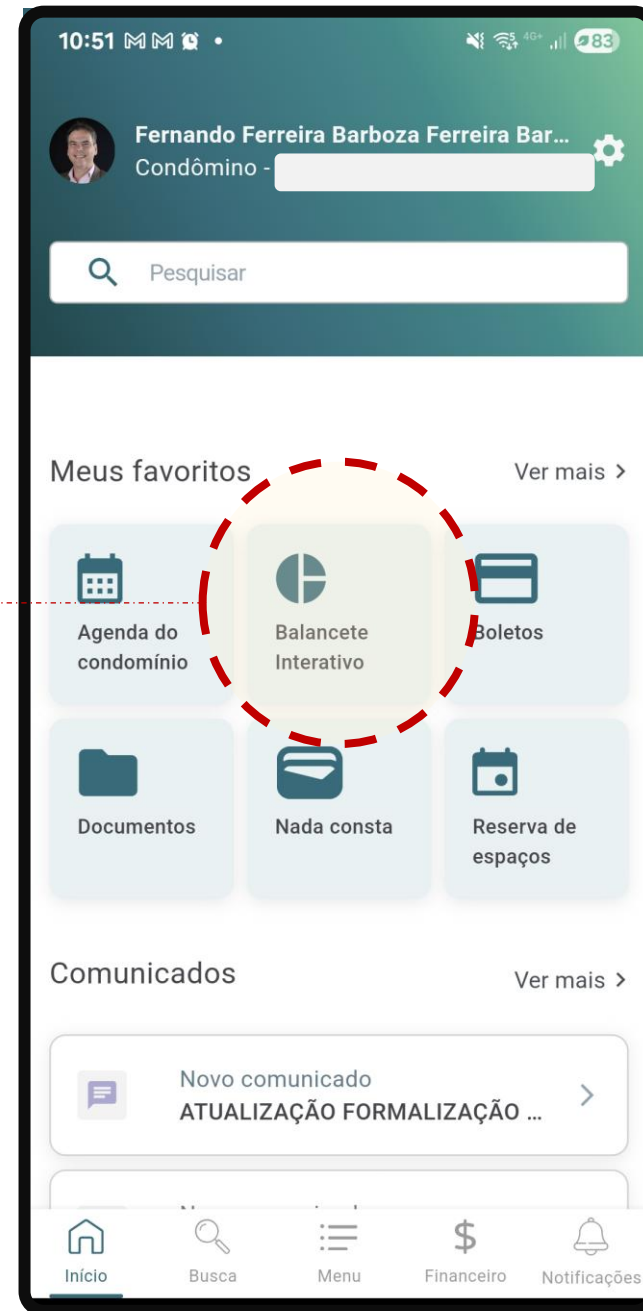 10:51
4G+
83
Fernando Ferreira Barboza Ferreira Bar...
Condômino -
Pesquisar
Meus favoritos
Ver mais >
Agenda do
condomínio
Balancete
Interativo
Boletos
Documentos
Nada consta
Reserva de
espaços
Comunicados
Ver mais >
Novo comunicado
ATUALIZAÇÃO FORMALIZAÇÃO ...
Início
Busca
Menu
Financeiro
Notificações